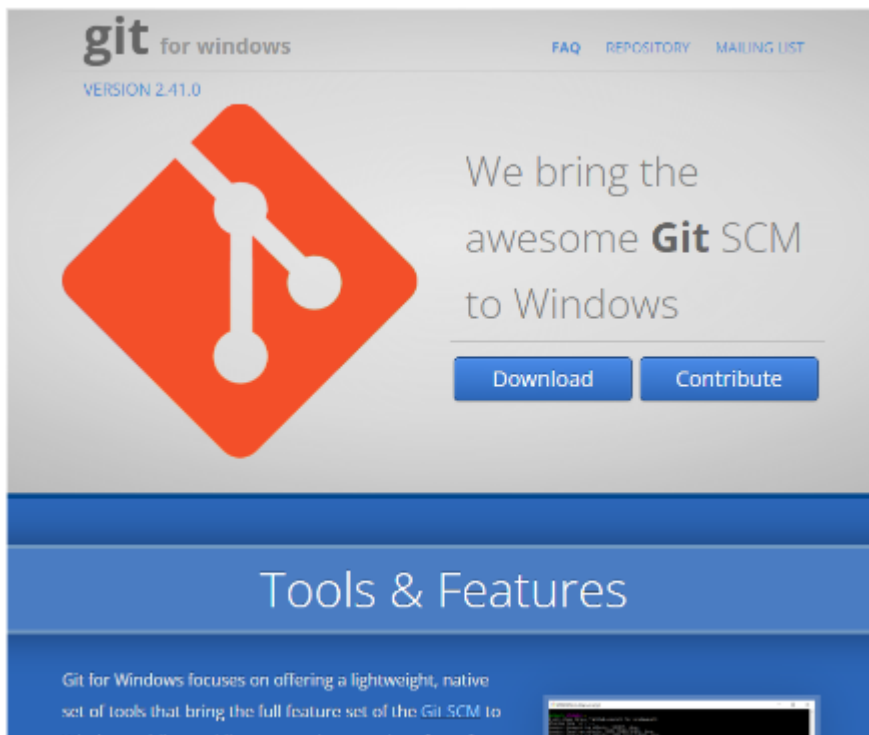 git for windows
FAQ REPOSITORY MAILING LIST
VERSION 2.41.0
We bring the
awesome Git SCM
to Windows
Download Contribute
Tools & Features
Git for Windows focuses on offering a lightweight, native
set of tools that bring the full feature set of the Git SCM to